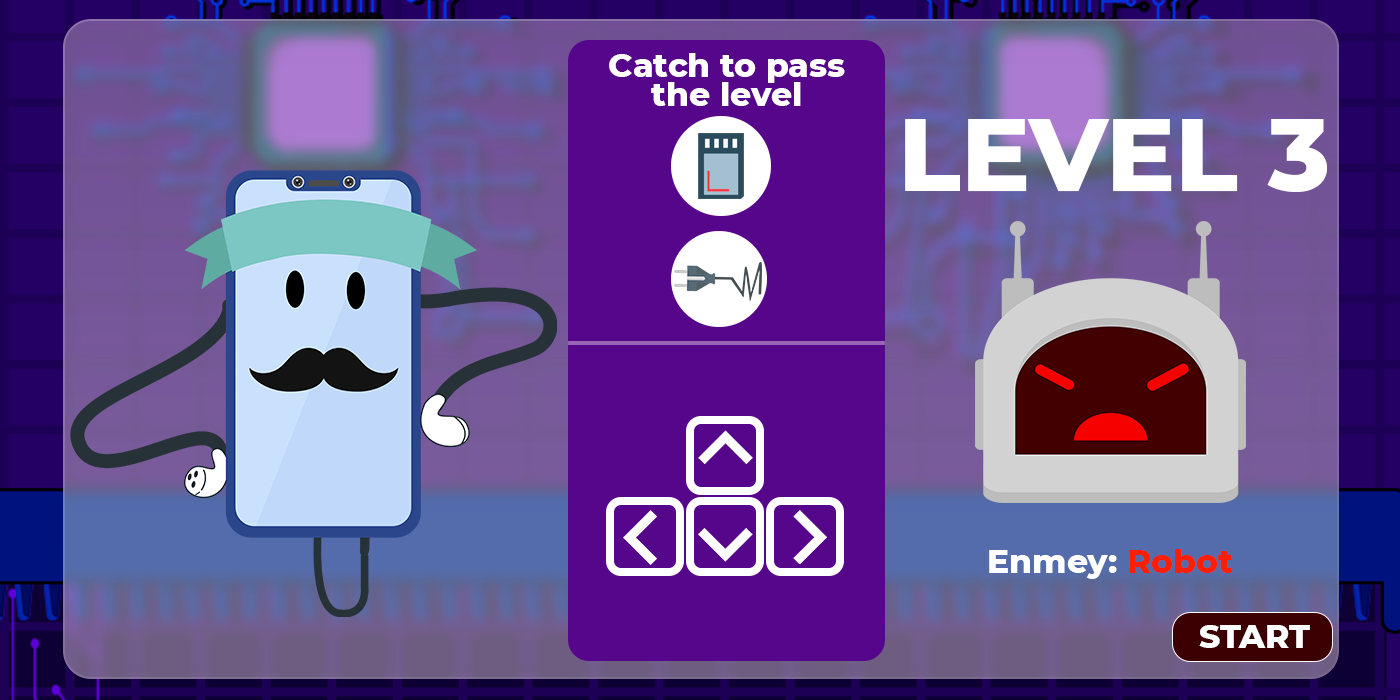 Catch to pass
the level
LEVEL 3
Enmey: Robot
START